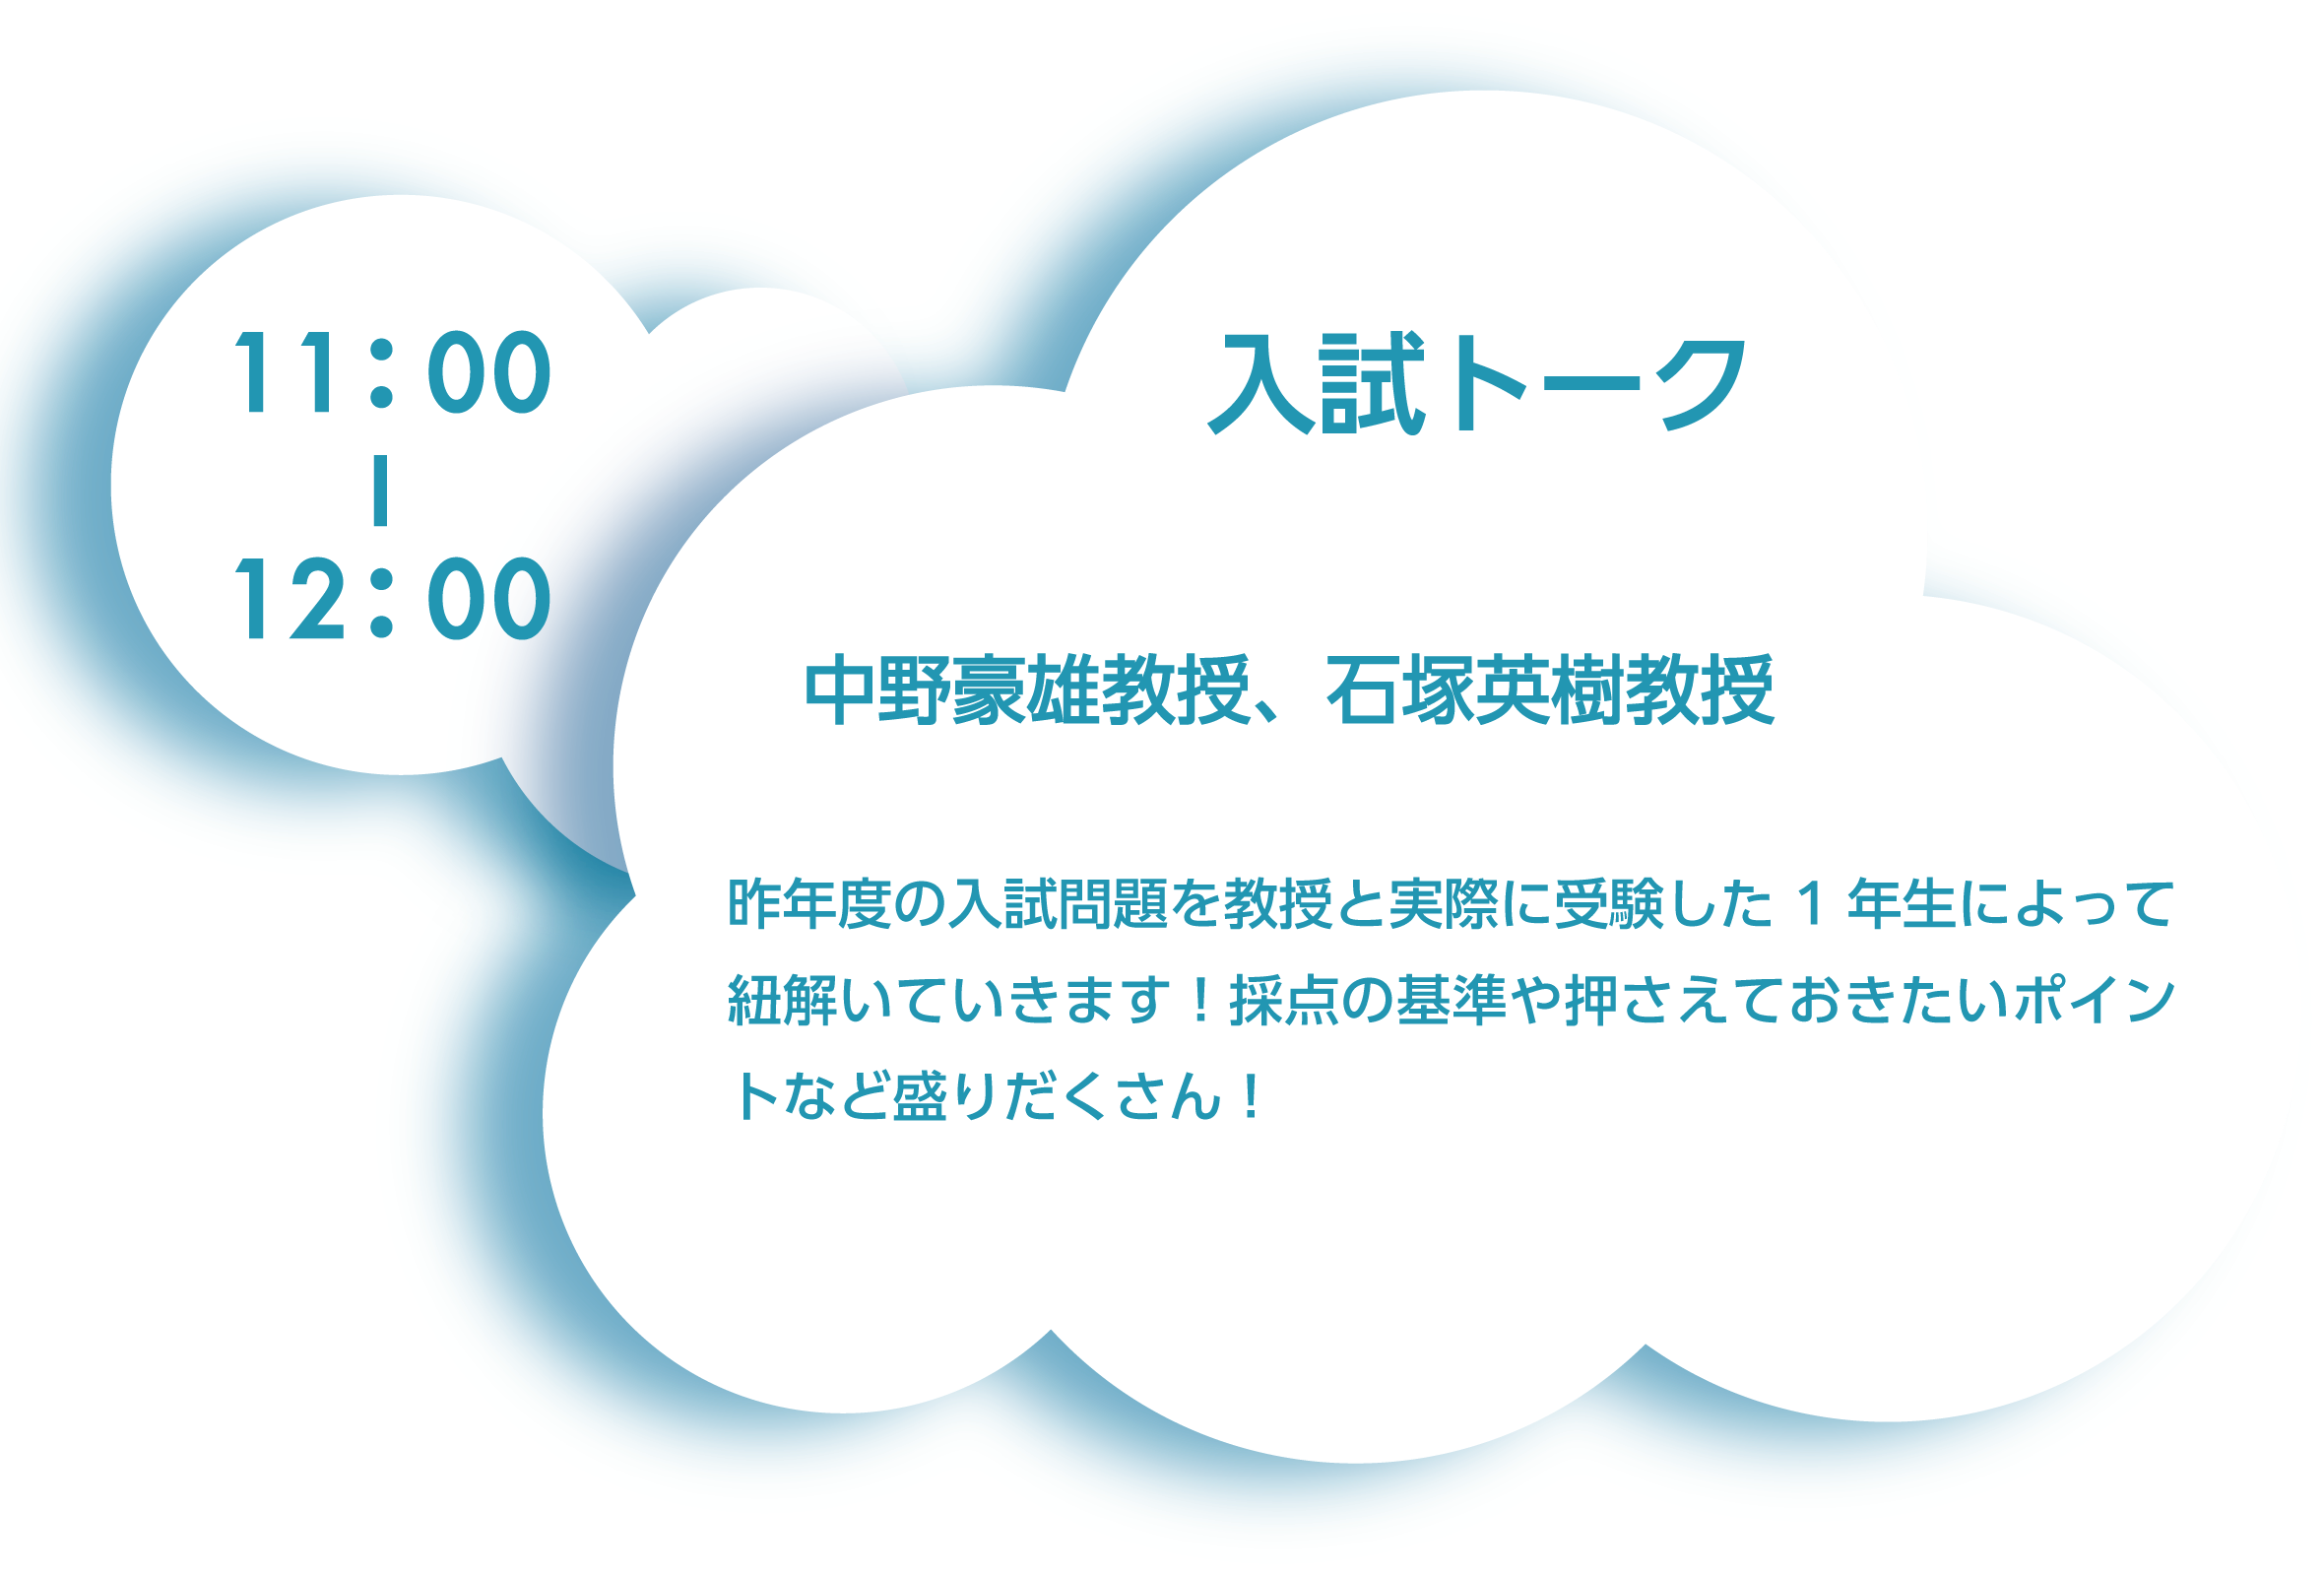 11：00
ー
12：00
入試トーク
中野豪雄教授、石塚英樹教授
昨年度の入試問題を教授と実際に受験した 1 年生によって
紐解いていきます！採点の基準や押さえておきたいポイン
トなど盛りだくさん！